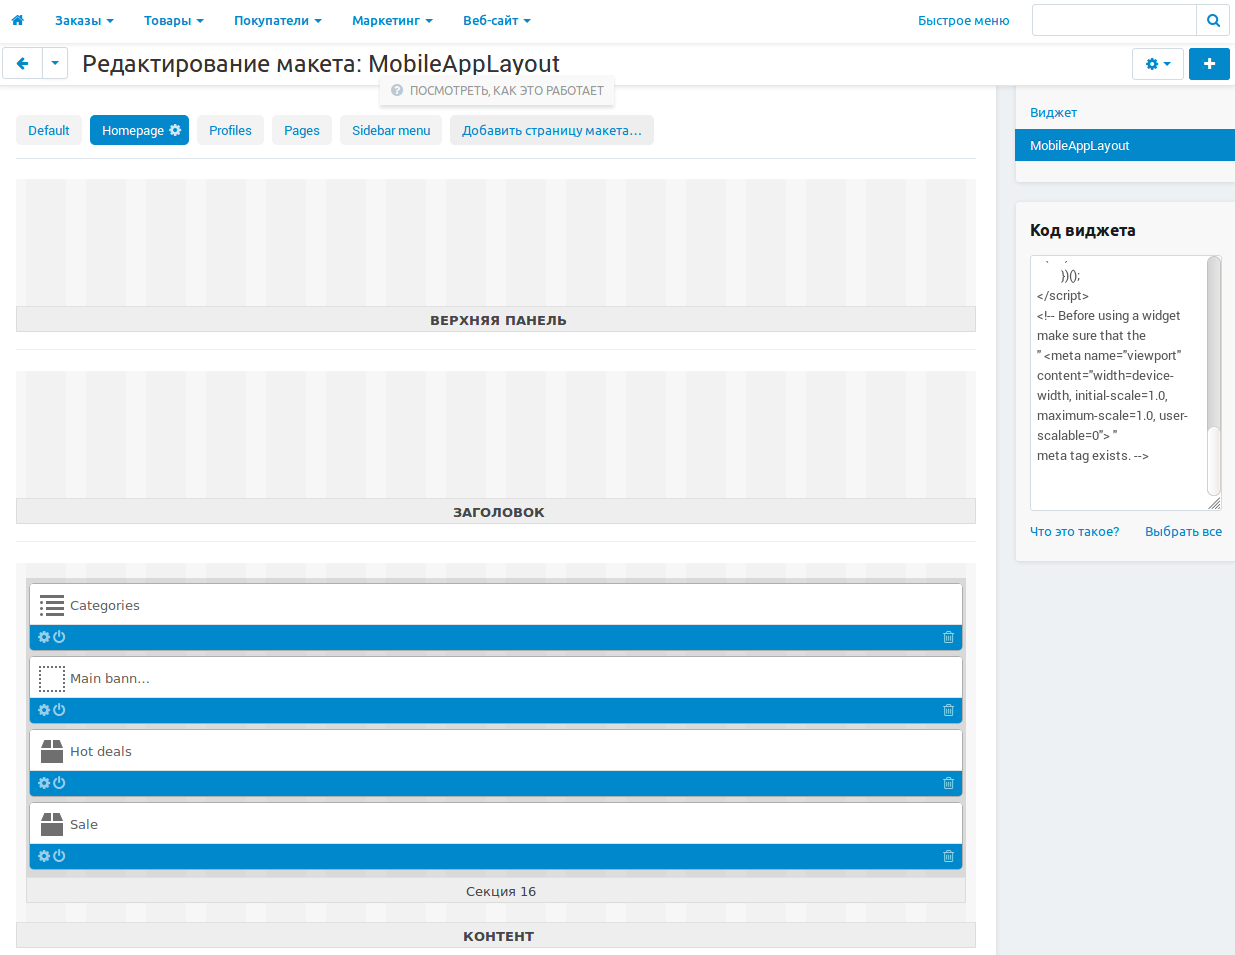 Заказы Товары Покупатели Маркетинг Веб-сайт Быстрое меню
Редактирование макета: MobileAppLayout
ПОСМОТРЕТЬ, КАК ЭТО РАБОТАЕТ
Default Homepage Profiles Pages Sidebar menu Добавить страницу макета...
ВЕРХНЯЯ ПАНЕЛЬ
ЗАГОЛОВОК
Categories
Main bann...
Hot deals
Sale
Секция 16
КОНТЕНТ
Виджет
MobileAppLayout
Код виджета
})();
</script>
<!-- Before using a widget
make sure that the
" <meta name="viewport"
content="width=device-
width, initial-scale=1.0,
maximum-scale=1.0, user-
scalable=0"> "
meta tag exists. -->
Что это такое? Выбрать все